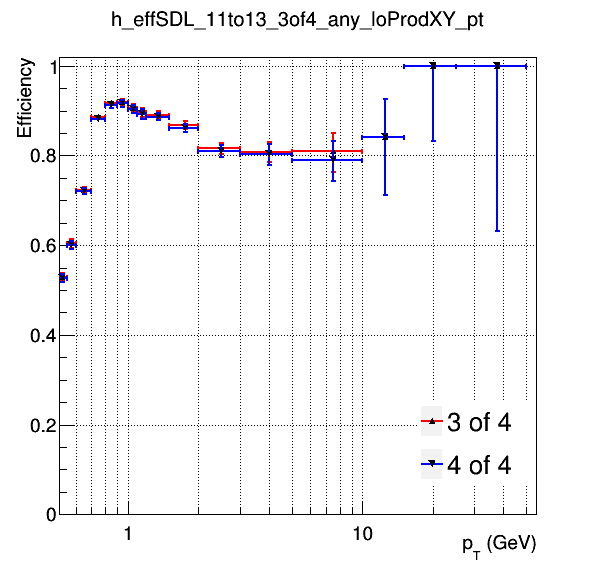 h_effSDL_11to13_3of4_any_loProdXY_pt
Efficiency
1
0.8
0.6
0.4
0.2
0
1
10
p_T (GeV)
3 of 4
4 of 4